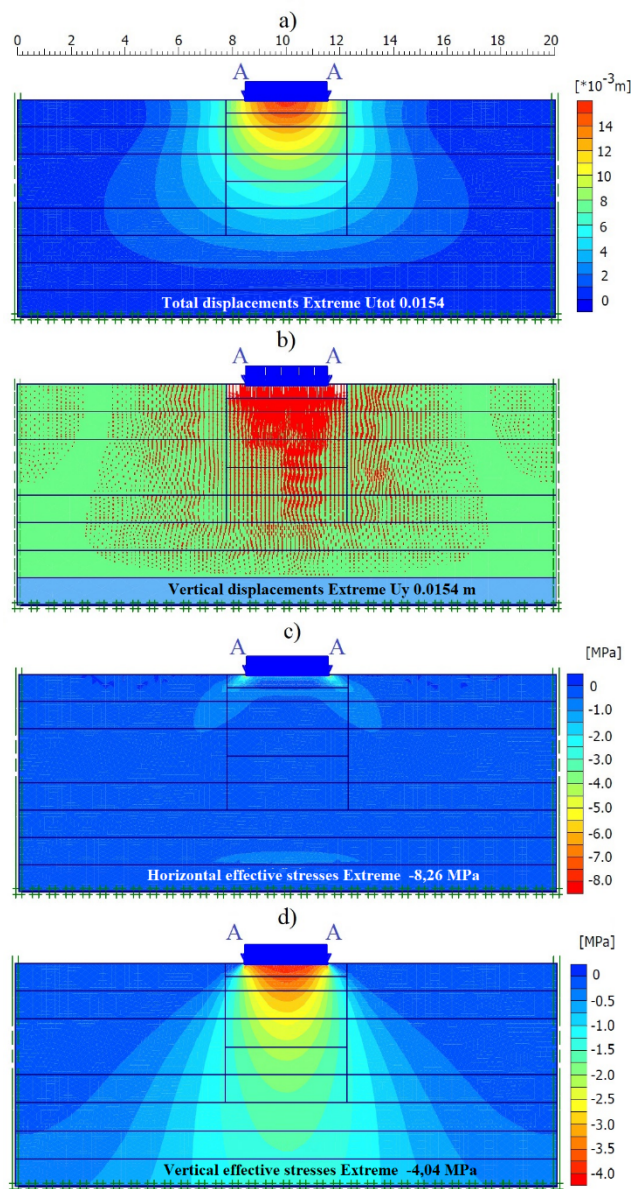 a)
0 2 4 6 8 10 12 14 16 18 20
A A
[*10⁻³m]
14
12
10
8
6
4
2
0
Total displacements Extreme Utot 0.0154
b)
A A
Vertical displacements Extreme Uy 0.0154 m
c)
A A
[MPa]
0
-1.0
-2.0
-3.0
-4.0
-5.0
-6.0
-7.0
-8.0
Horizontal effective stresses Extreme -8,26 MPa
d)
A A
[MPa]
0
-0.5
-1.0
-1.5
-2.0
-2.5
-3.0
-3.5
-4.0
Vertical effective stresses Extreme -4,04 MPa